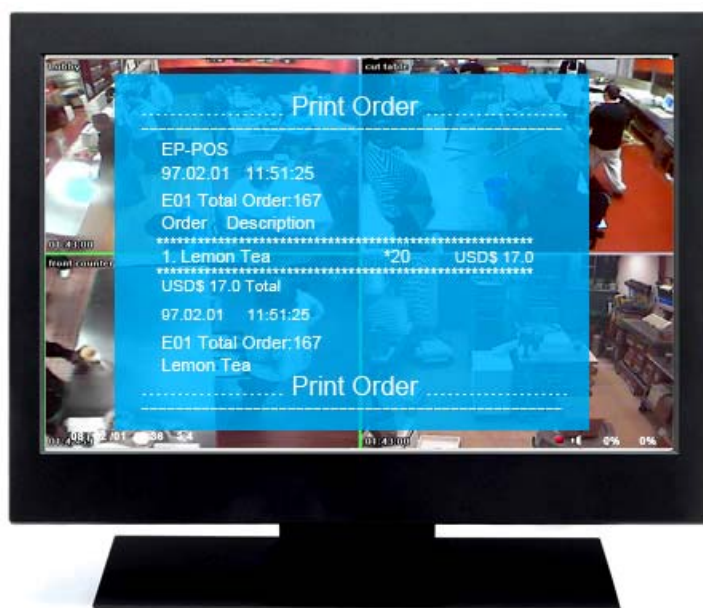 Lobby
cut table
Print Order
EP-POS
97.02.01 11:51:25
E01 Total Order:167
Order Description
01:43:00
1. Lemon Tea *20 USD$ 17.0
front counter
USD$ 17.0 Total
97.02.01 11:51:25
E01 Total Order:167
Lemon Tea
Print Order
01:43:00
0% 0%